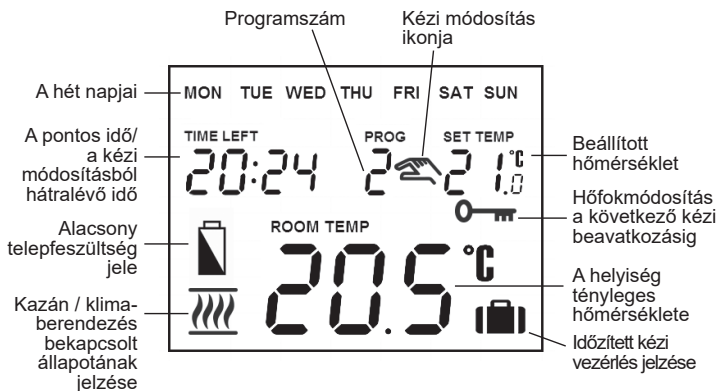 Programszám
Kézi módosítás
ikonja
A hét napjai
MON TUE WED THU FRI SAT SUN
A pontos idő/
a kézi
módosításból
hátralévő idő
TIME LEFT
PROG
SET TEMP
20:24
2
21.0 °C
Beállított
hőmérséklet
Hőfokmódosítás
a következő kézi
beavatkozásig
Alacsony
telepfeszültség
jele
ROOM TEMP
20.5 °C
A helyiség
tényleges
hőmérséklete
Kazán / klíma-
berendezés
bekapcsolt
állapotának
jelzése
Időzített kézi
vezérlés jelzése